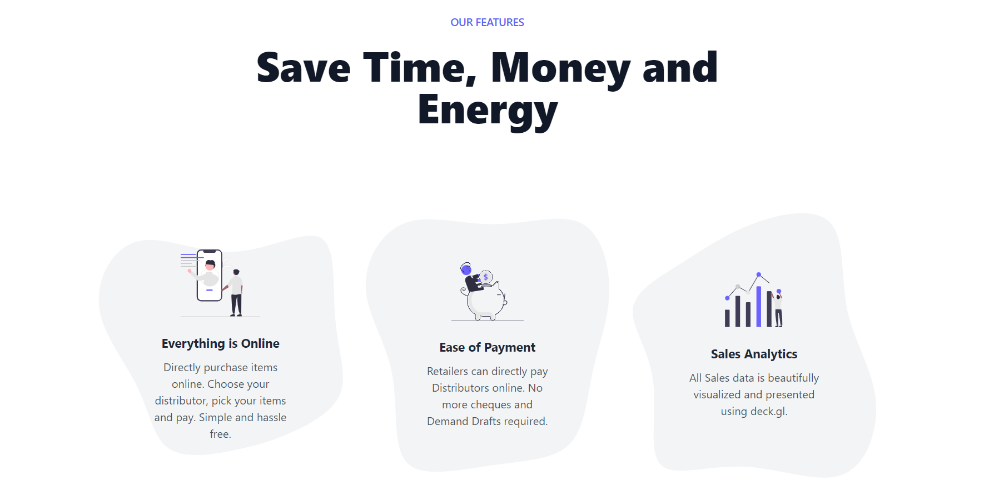 OUR FEATURES
Save Time, Money and
Energy
$
Everything is Online
Directly purchase items
online. Choose your
distributor, pick your items
and pay. Simple and hassle
free.
Ease of Payment
Retailers can directly pay
Distributors online. No
more cheques and
Demand Drafts required.
Sales Analytics
All Sales data is beautifully
visualized and presented
using deck.gl.